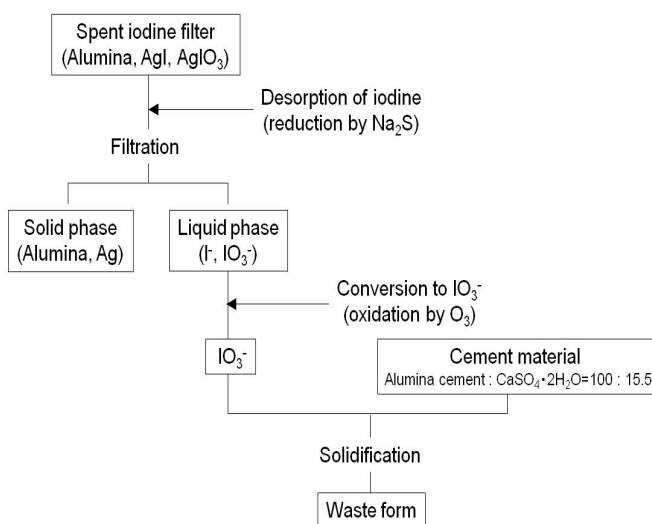 Spent iodine filter
(Alumina, AgI, AgIO₃)
Desorption of iodine
(reduction by Na₂S)
Filtration
Solid phase
(Alumina, Ag)
Liquid phase
(I⁻, IO₃⁻)
Conversion to IO₃⁻
(oxidation by O₃)
IO₃⁻
Cement material
Alumina cement : CaSO₄・2H₂O=100 : 15.5
Solidification
Waste form